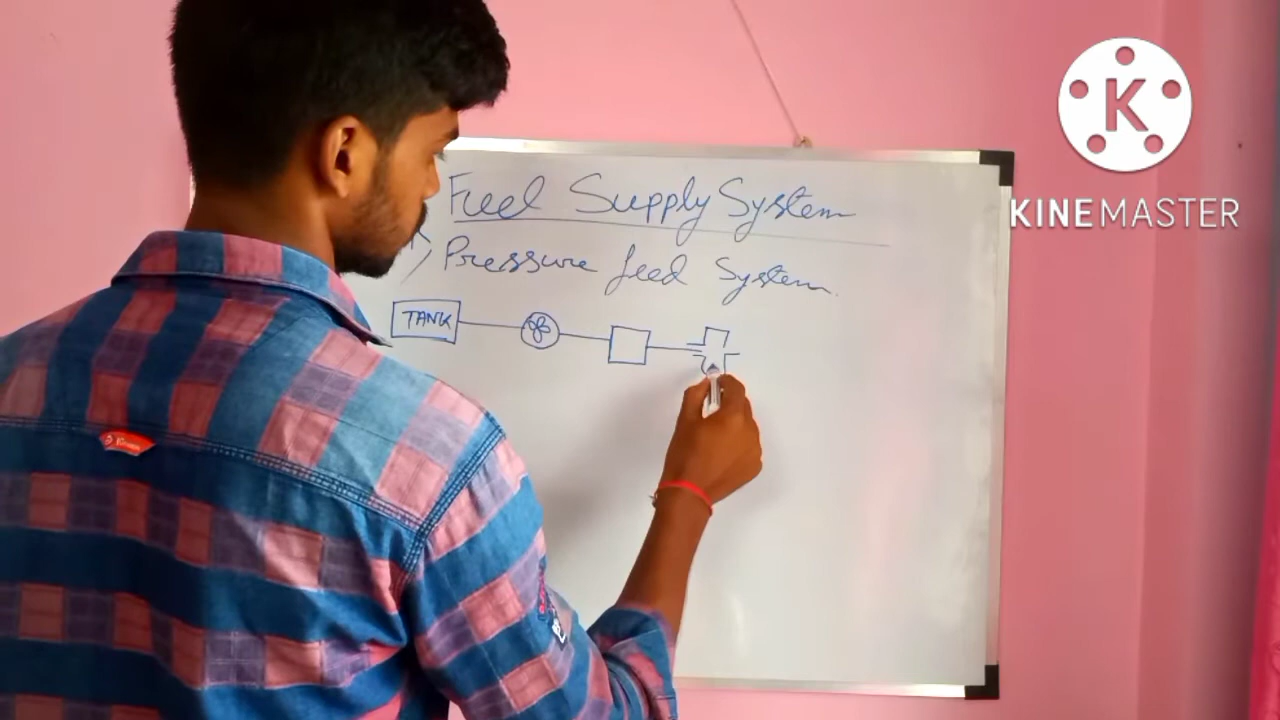 Fuel Supply System
Pressure feed System.
TANK
K
KINEMASTER